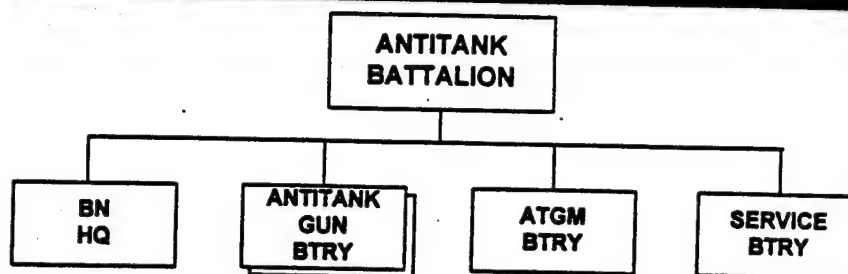 ANTITANK
BATTALION
BN
HQ
ANTITANK
GUN
BTRY
ATGM
BTRY
SERVICE
BTRY